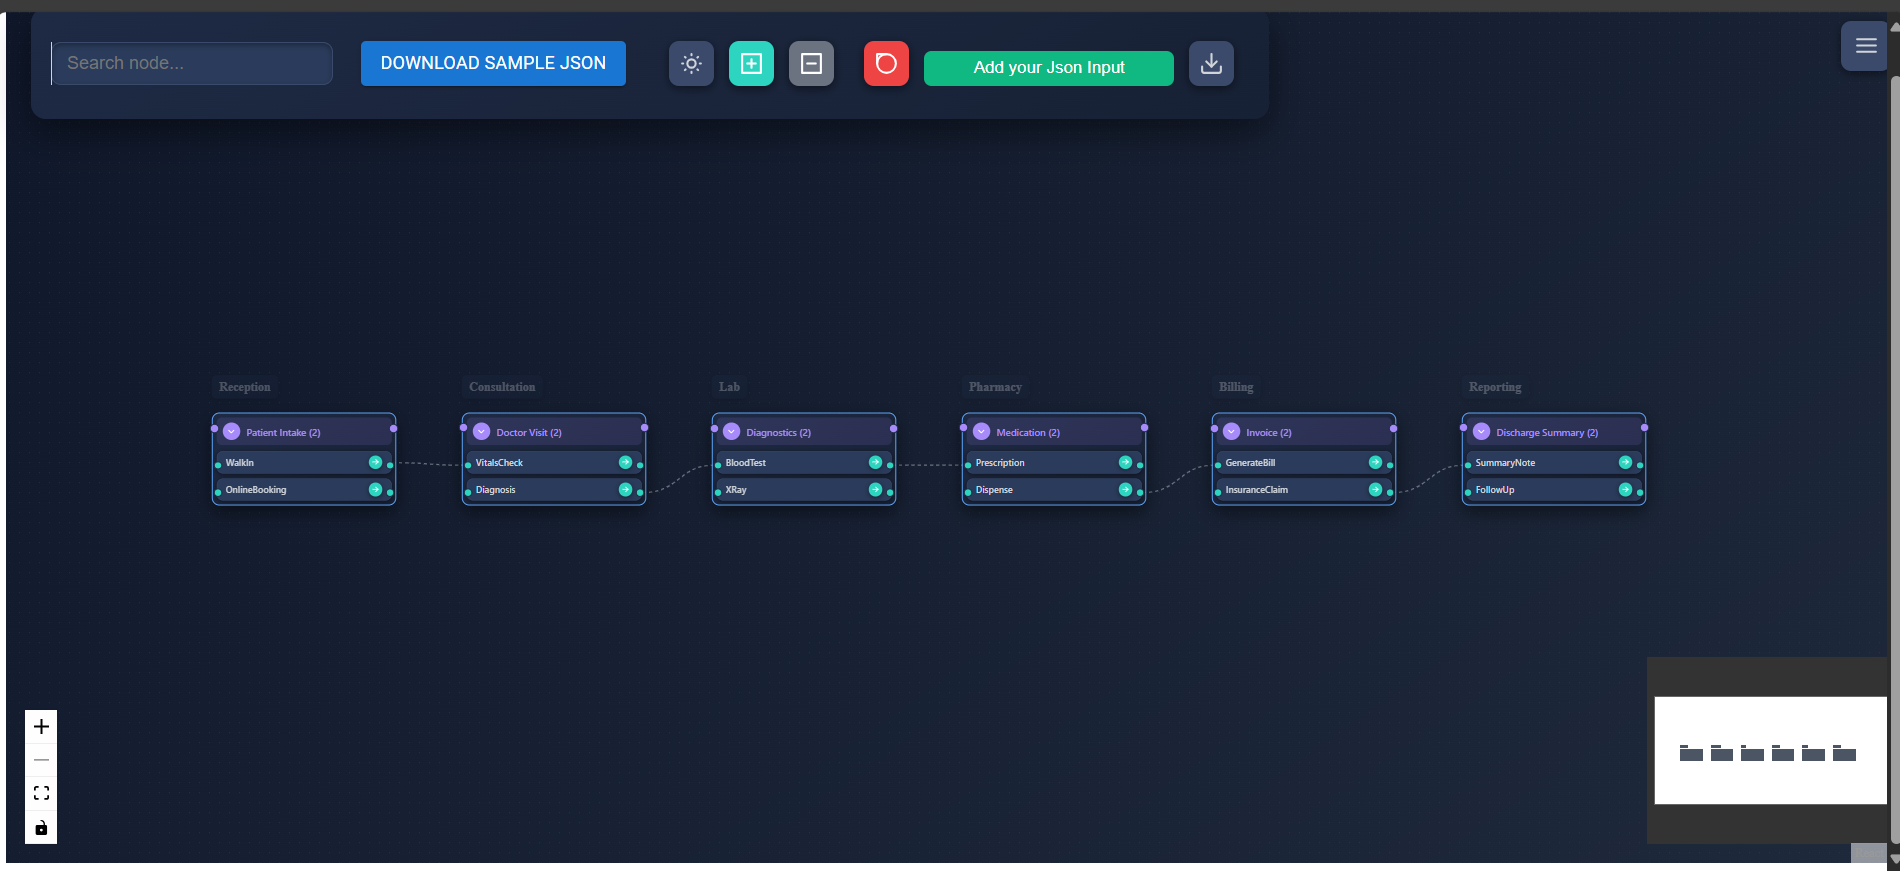 Search node...
DOWNLOAD SAMPLE JSON
Add your Json Input
Reception
Consultation
Lab
Pharmacy
Billing
Reporting
Patient Intake (2)
WalkIn
OnlineBooking
Doctor Visit (2)
VitalsCheck
Diagnosis
Diagnostics (2)
BloodTest
XRay
Medication (2)
Prescription
Dispense
Invoice (2)
GenerateBill
InsuranceClaim
Discharge Summary (2)
SummaryNote
FollowUp